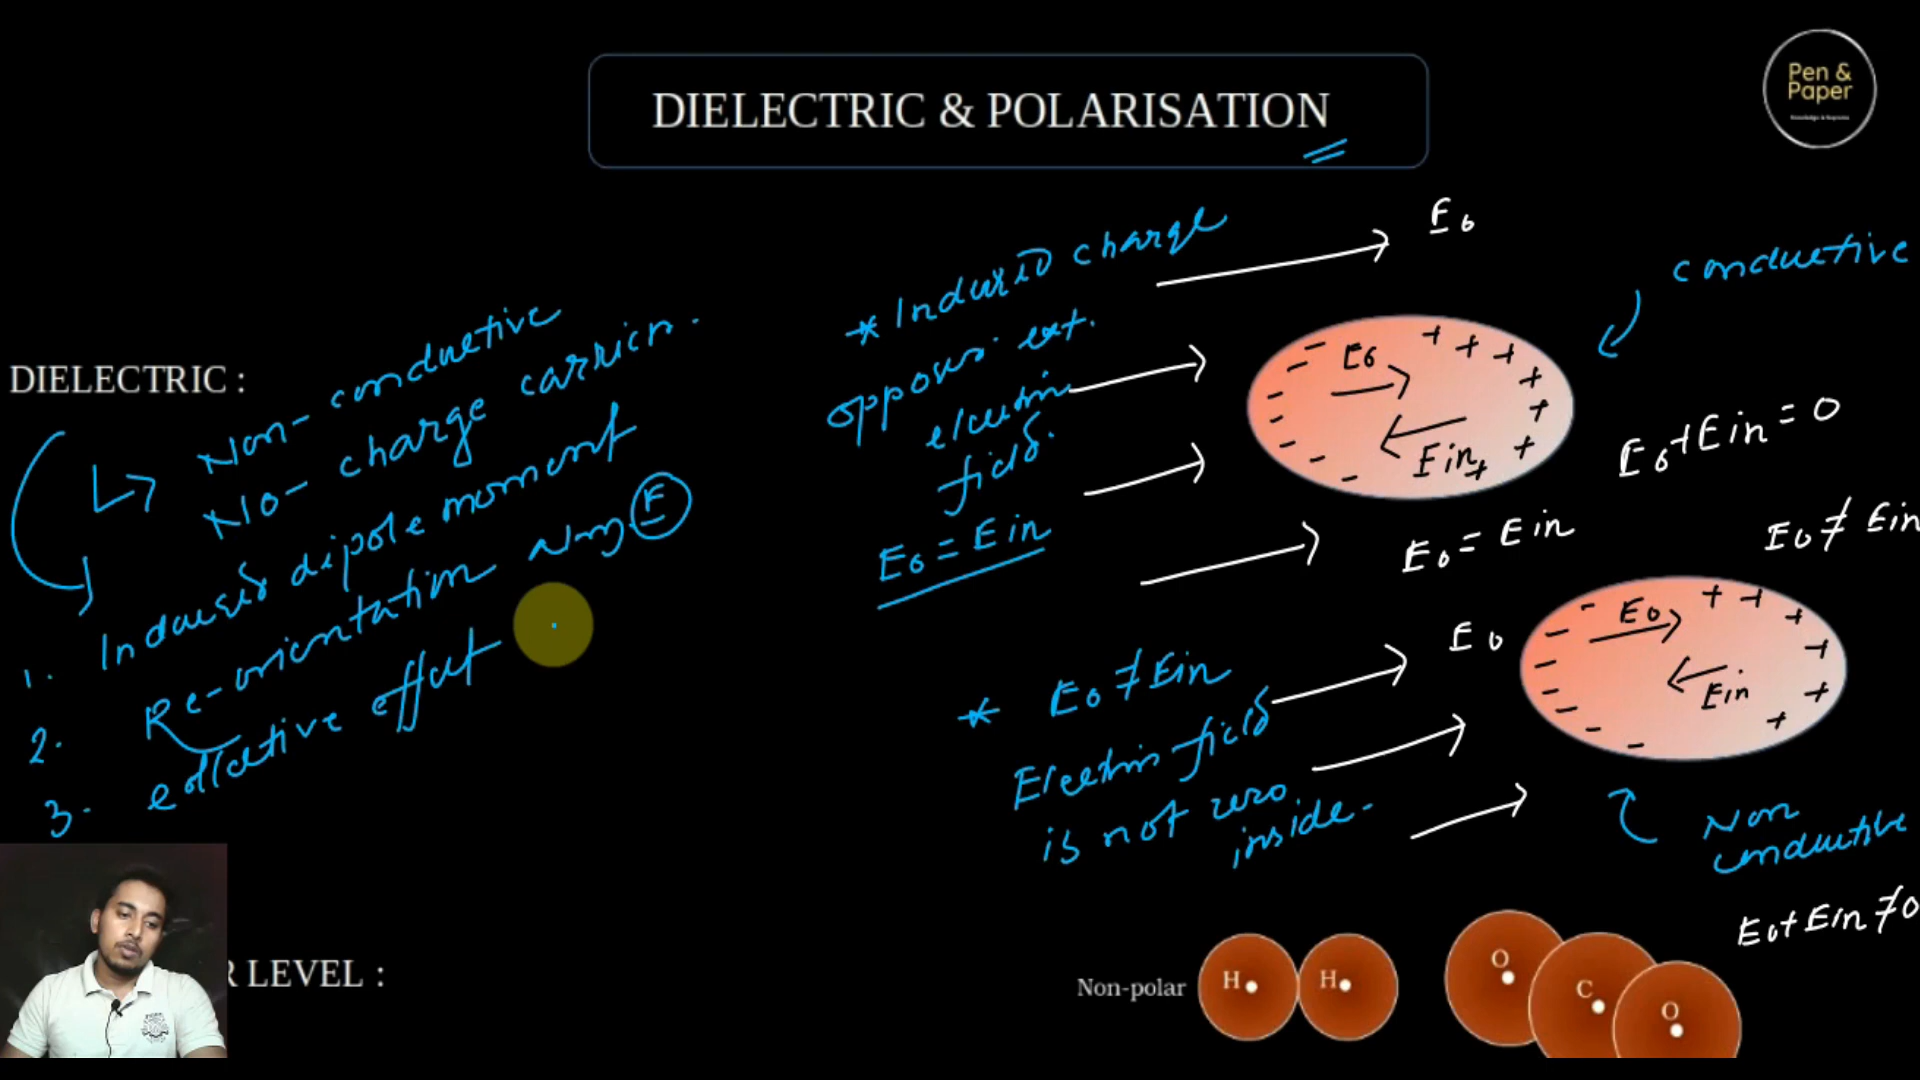 DIELECTRIC & POLARISATION
Pen &
Paper
DIELECTRIC :
Non-conductive
No-charge carrier.
1. Induced dipole moment
2. Re-orientation E
3. collective effect
* Induced charge
opposes ext.
electric
field.
E₀ = Ein
E₀
conductive
- - - - - - - -
E₀
+ + + + + + +
Ein
E₀+Ein = 0
E₀ = Ein
E₀ ≠ Ein
* E₀ ≠ Ein
Electric field
is not zero
inside.
E₀
- - - - - - -
E₀
+ + + + + +
Ein
Non
conductive
E₀+Ein≠0
R LEVEL :
Non-polar
H
H
O
C
O